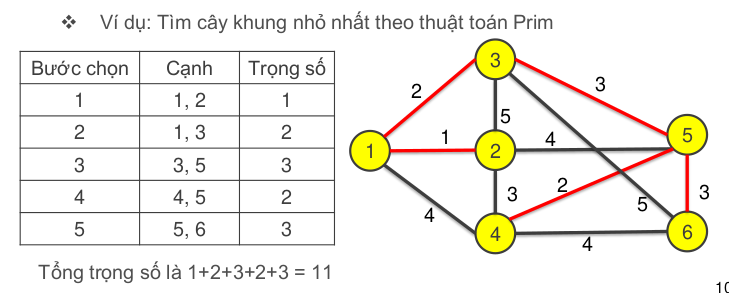 ❖ Ví dụ: Tìm cây khung nhỏ nhất theo thuật toán Prim
Bước chọn Cạnh Trọng số
1 1, 2 1
2 1, 3 2
3 3, 5 3
4 4, 5 2
5 5, 6 3
Tổng trọng số là 1+2+3+2+3 = 11
3
2
3
5
5
1
1
2
4
3
2
3
4
5
4
6
4
10